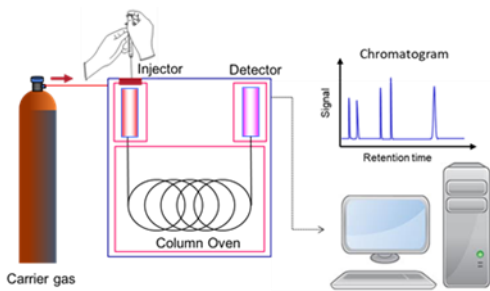 Injector
Detector
Chromatogram
Signal
Retention time
Column Oven
Carrier gas